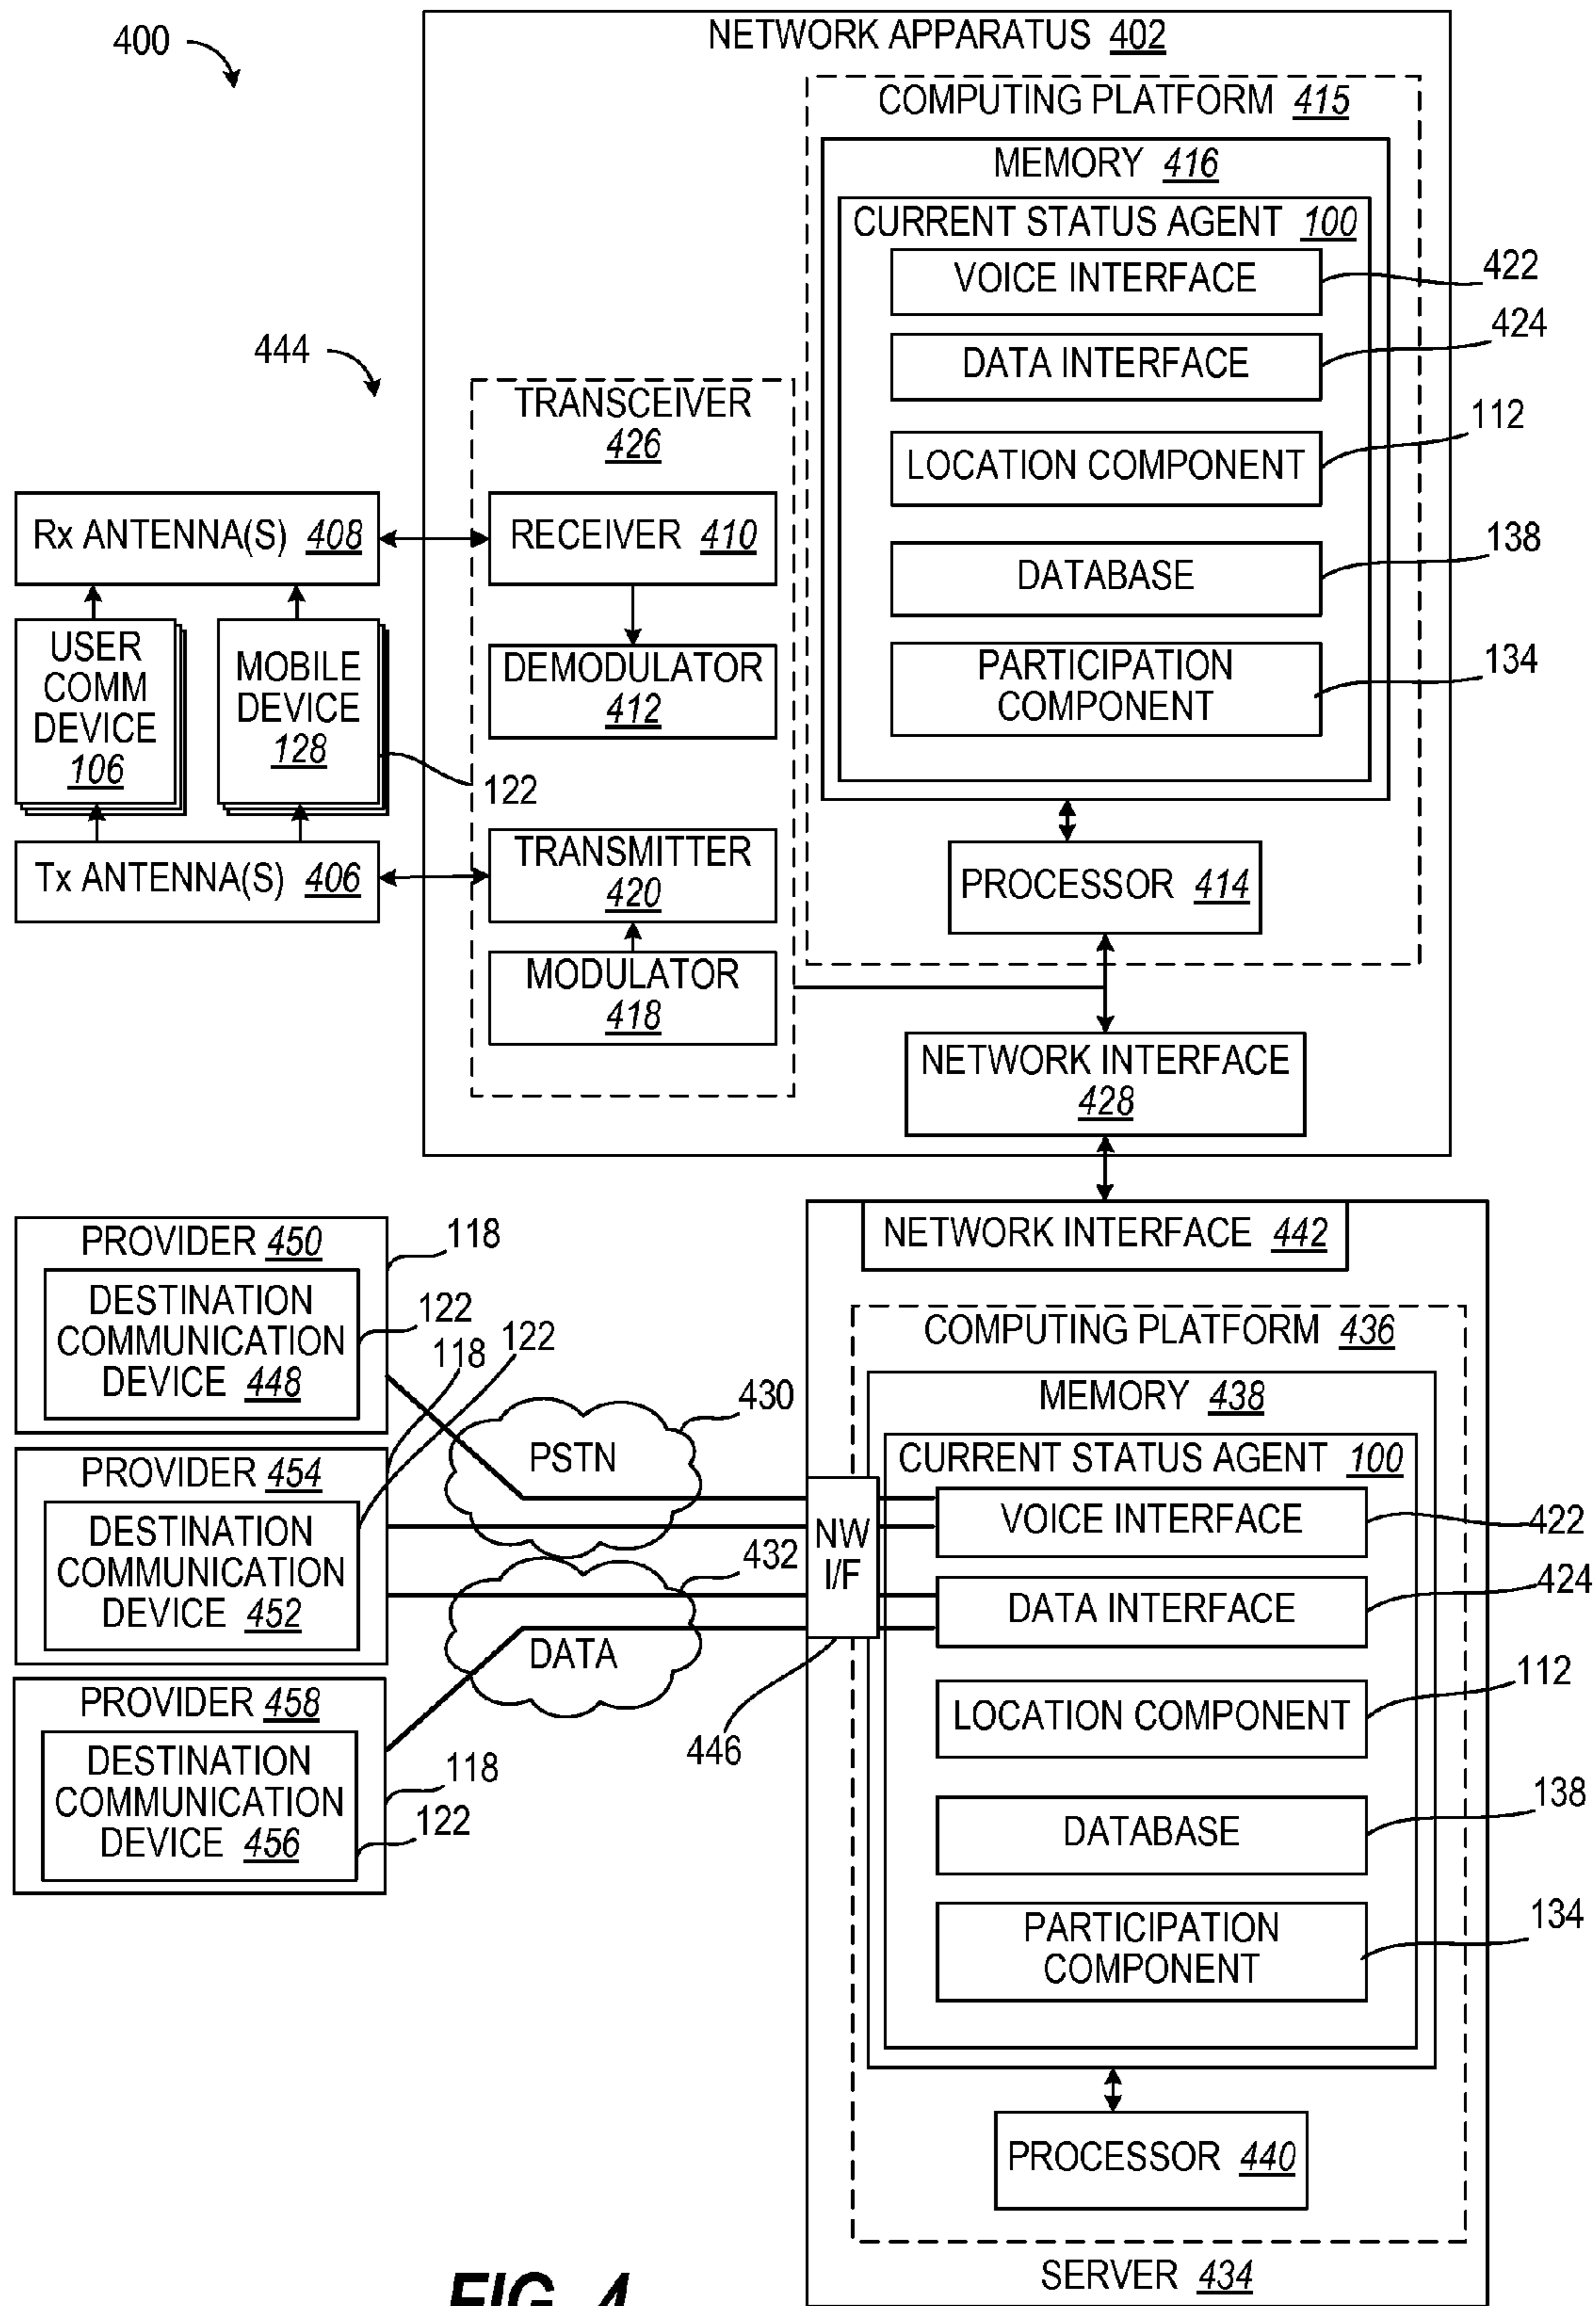 400
NETWORK APPARATUS 402
COMPUTING PLATFORM 415
MEMORY 416
CURRENT STATUS AGENT 100
VOICE INTERFACE
422
DATA INTERFACE
424
LOCATION COMPONENT
112
DATABASE
138
PARTICIPATION
COMPONENT
134
PROCESSOR 414
444
TRANSCEIVER
426
Rx ANTENNA(S) 408
RECEIVER 410
USER
COMM
DEVICE
106
MOBILE
DEVICE
128
122
DEMODULATOR
412
Tx ANTENNA(S) 406
TRANSMITTER
420
MODULATOR
418
NETWORK INTERFACE
428
PROVIDER 450
118
DESTINATION
COMMUNICATION
DEVICE 448
122
PROVIDER 454
118
DESTINATION
COMMUNICATION
DEVICE 452
122
PROVIDER 458
118
DESTINATION
COMMUNICATION
DEVICE 456
122
PSTN
430
DATA
432
NW
I/F
446
NETWORK INTERFACE 442
COMPUTING PLATFORM 436
MEMORY 438
CURRENT STATUS AGENT 100
VOICE INTERFACE
422
DATA INTERFACE
424
LOCATION COMPONENT
112
DATABASE
138
PARTICIPATION
COMPONENT
134
PROCESSOR 440
SERVER 434
FIG. 4